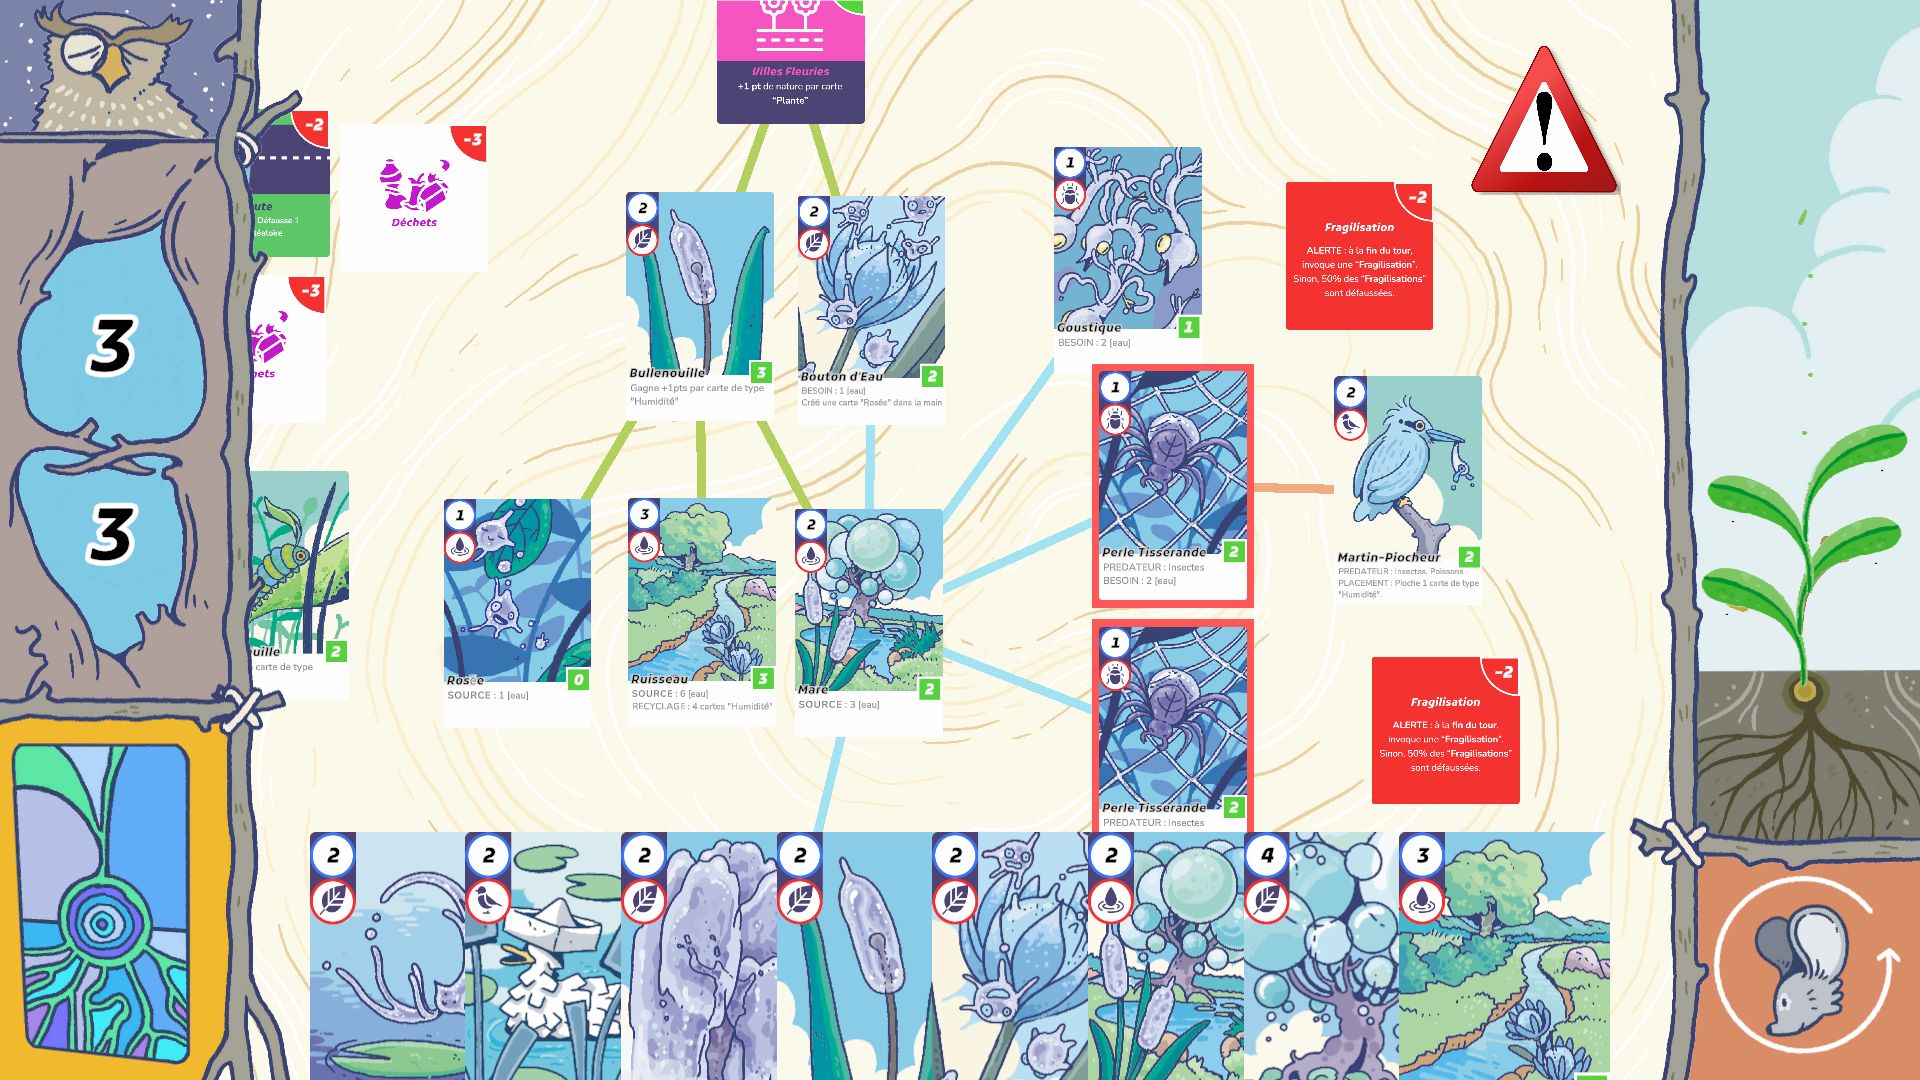 Villes Fleuries
+1 pt de nature par carte
"Plante"
-2
Défausse 1
-3
Déchets
-3
3
3
2
2
Bullenouille
3
Gagne +1pts par carte de type
"Humidité"
2
Bouton d'Eau
2
BESOIN : 1 [eau]
Créé une carte "Rosée" dans la main
1
Goustique
1
BESOIN : 2 [eau]
-2
Fragilisation
ALERTE : à la fin du tour,
invoque une "Fragilisation".
Sinon, 50% des "Fragilisations"
sont défaussées.
carte de type
1
Rosée
0
SOURCE : 1 [eau]
3
Ruisseau
3
SOURCE : 6 [eau]
RECYCLAGE : 4 cartes "Humidité"
2
Mare
2
SOURCE : 3 [eau]
1
Perle Tisserande
2
PREDATEUR : Insectes
BESOIN : 2 [eau]
2
Martin-Piocheur
2
PREDATEUR : Insectes, Poissons
PLACEMENT : Pioche 1 carte de type
"Humidité".
1
Perle Tisserande
2
PREDATEUR : Insectes
-2
Fragilisation
ALERTE : à la fin du tour,
invoque une "Fragilisation".
Sinon, 50% des "Fragilisations"
sont défaussées.
2
2
2
2
2
2
4
3